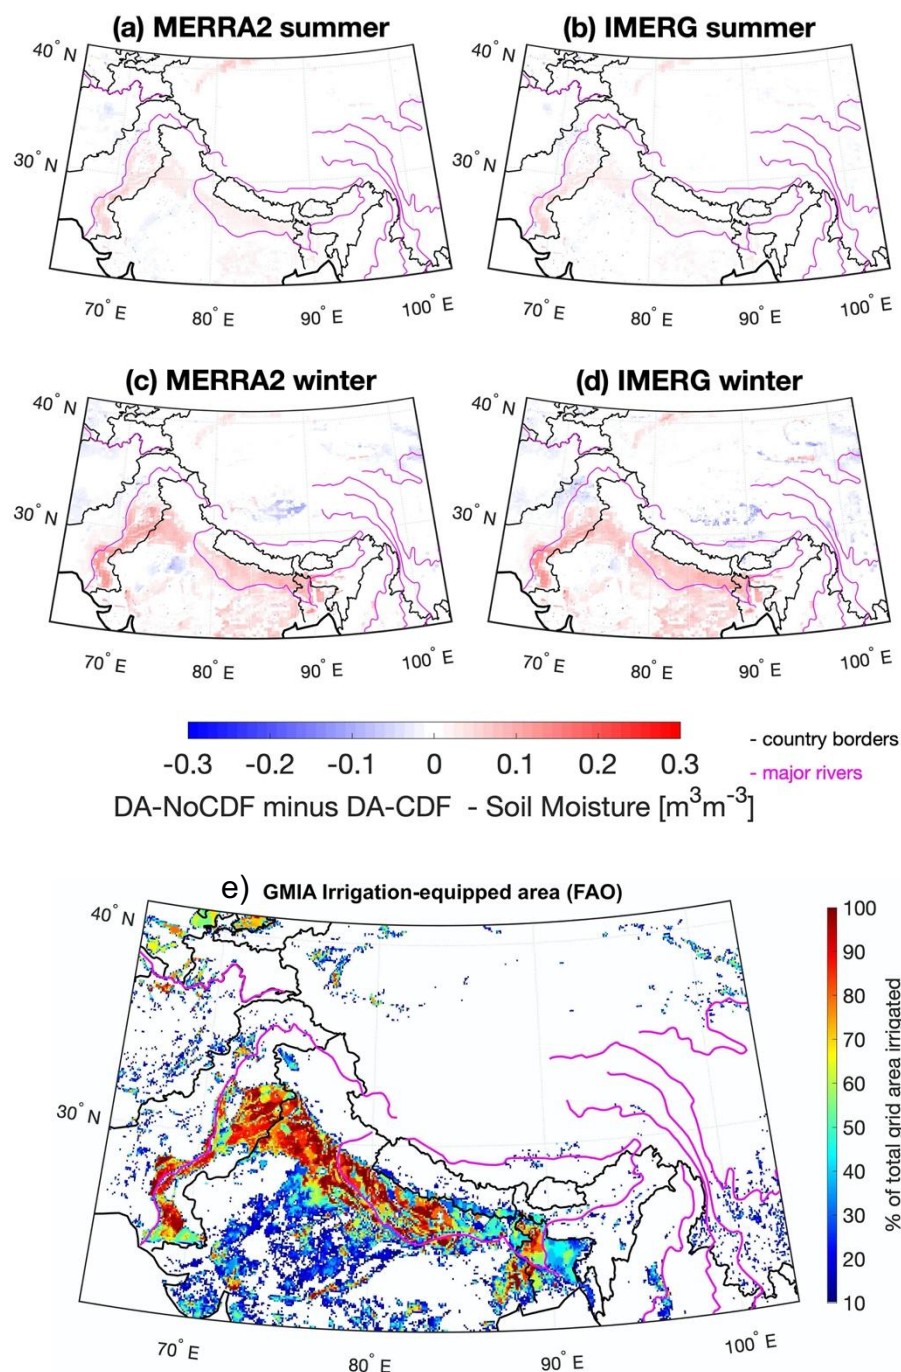 (a) MERRA2 summer
(b) IMERG summer
40° N
40° N
30° N
30° N
70° E
80° E
90° E
100° E
70° E
80° E
90° E
100° E
(c) MERRA2 winter
(d) IMERG winter
40° N
40° N
30° N
30° N
70° E
80° E
90° E
100° E
70° E
80° E
90° E
100° E
-0.3 -0.2 -0.1 0 0.1 0.2 0.3
- country borders
- major rivers
DA-NoCDF minus DA-CDF - Soil Moisture [m³m⁻³]
e) GMIA Irrigation-equipped area (FAO)
40° N
30° N
70° E
80° E
90° E
100° E
100
90
80
70
60
50
40
30
20
10
% of total grid area irrigated